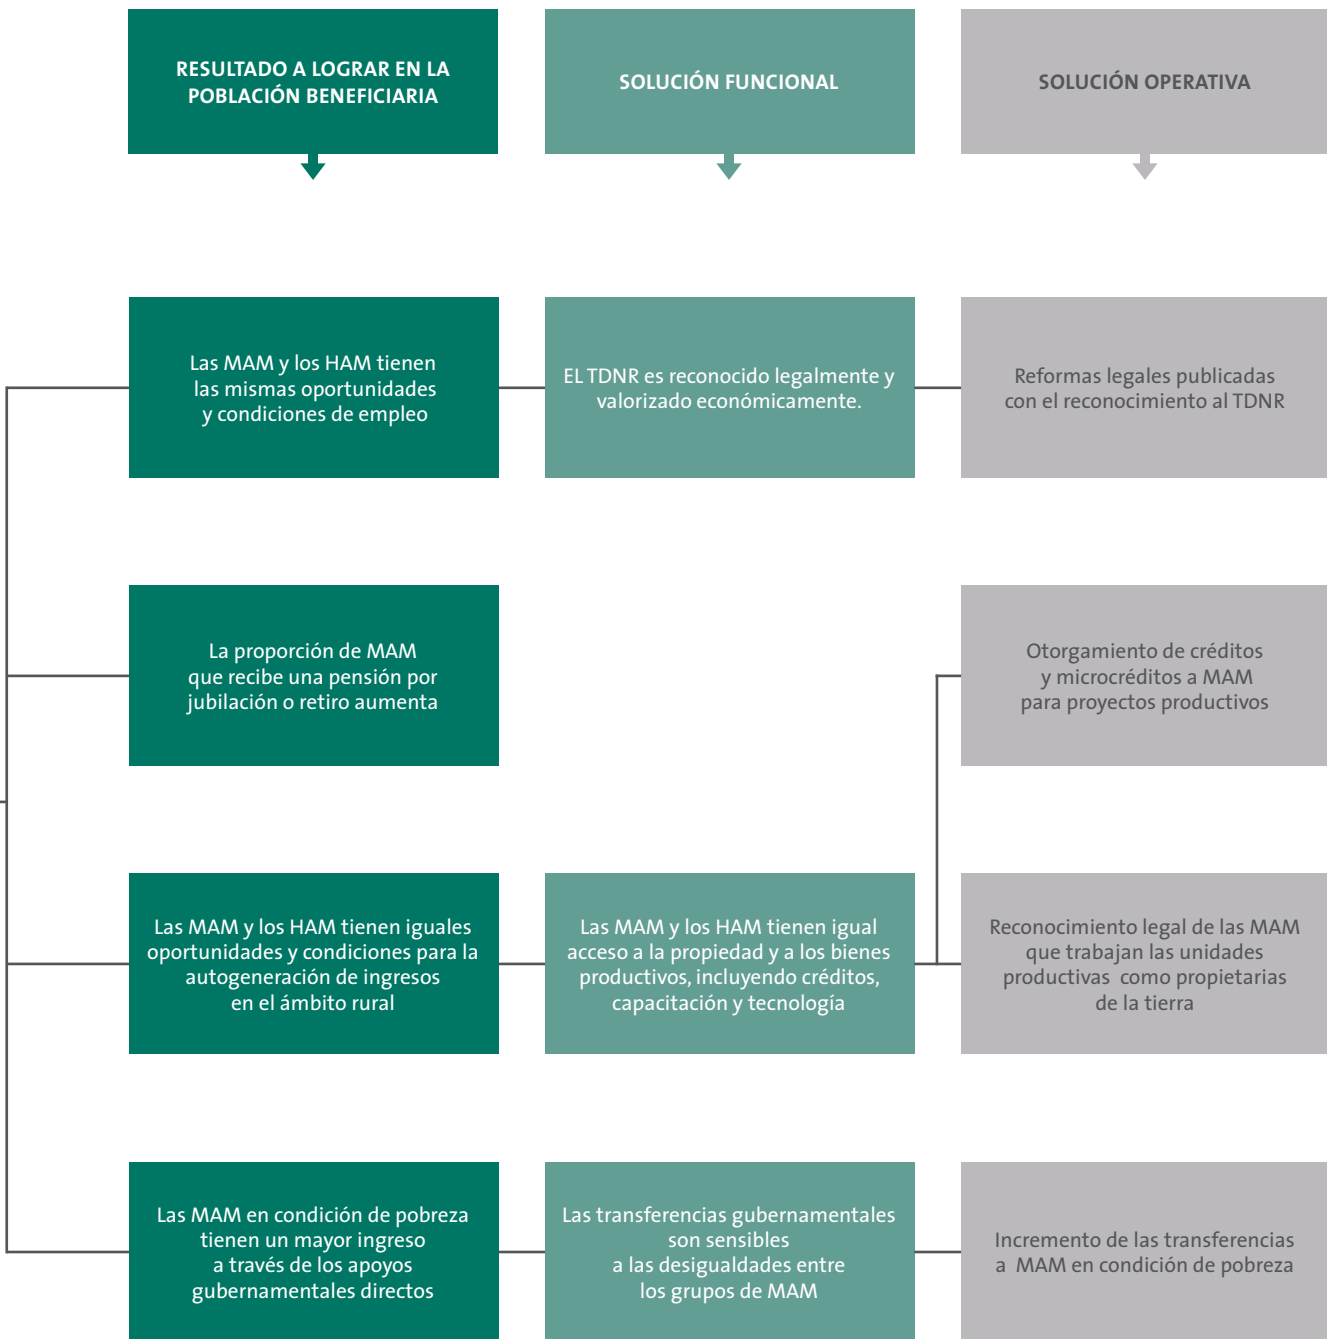 RESULTADO A LOGRAR EN LA
POBLACIÓN BENEFICIARIA
SOLUCIÓN FUNCIONAL
SOLUCIÓN OPERATIVA
Las MAM y los HAM tienen
las mismas oportunidades
y condiciones de empleo
EL TDNR es reconocido legalmente y
valorizado económicamente.
Reformas legales publicadas
con el reconocimiento al TDNR
La proporción de MAM
que recibe una pensión por
jubilación o retiro aumenta
Otorgamiento de créditos
y microcréditos a MAM
para proyectos productivos
Las MAM y los HAM tienen iguales
oportunidades y condiciones para la
autogeneración de ingresos
en el ámbito rural
Las MAM y los HAM tienen igual
acceso a la propiedad y a los bienes
productivos, incluyendo créditos,
capacitación y tecnología
Reconocimiento legal de las MAM
que trabajan las unidades
productivas como propietarias
de la tierra
Las MAM en condición de pobreza
tienen un mayor ingreso
a través de los apoyos
gubernamentales directos
Las transferencias gubernamentales
son sensibles
a las desigualdades entre
los grupos de MAM
Incremento de las transferencias
a MAM en condición de pobreza